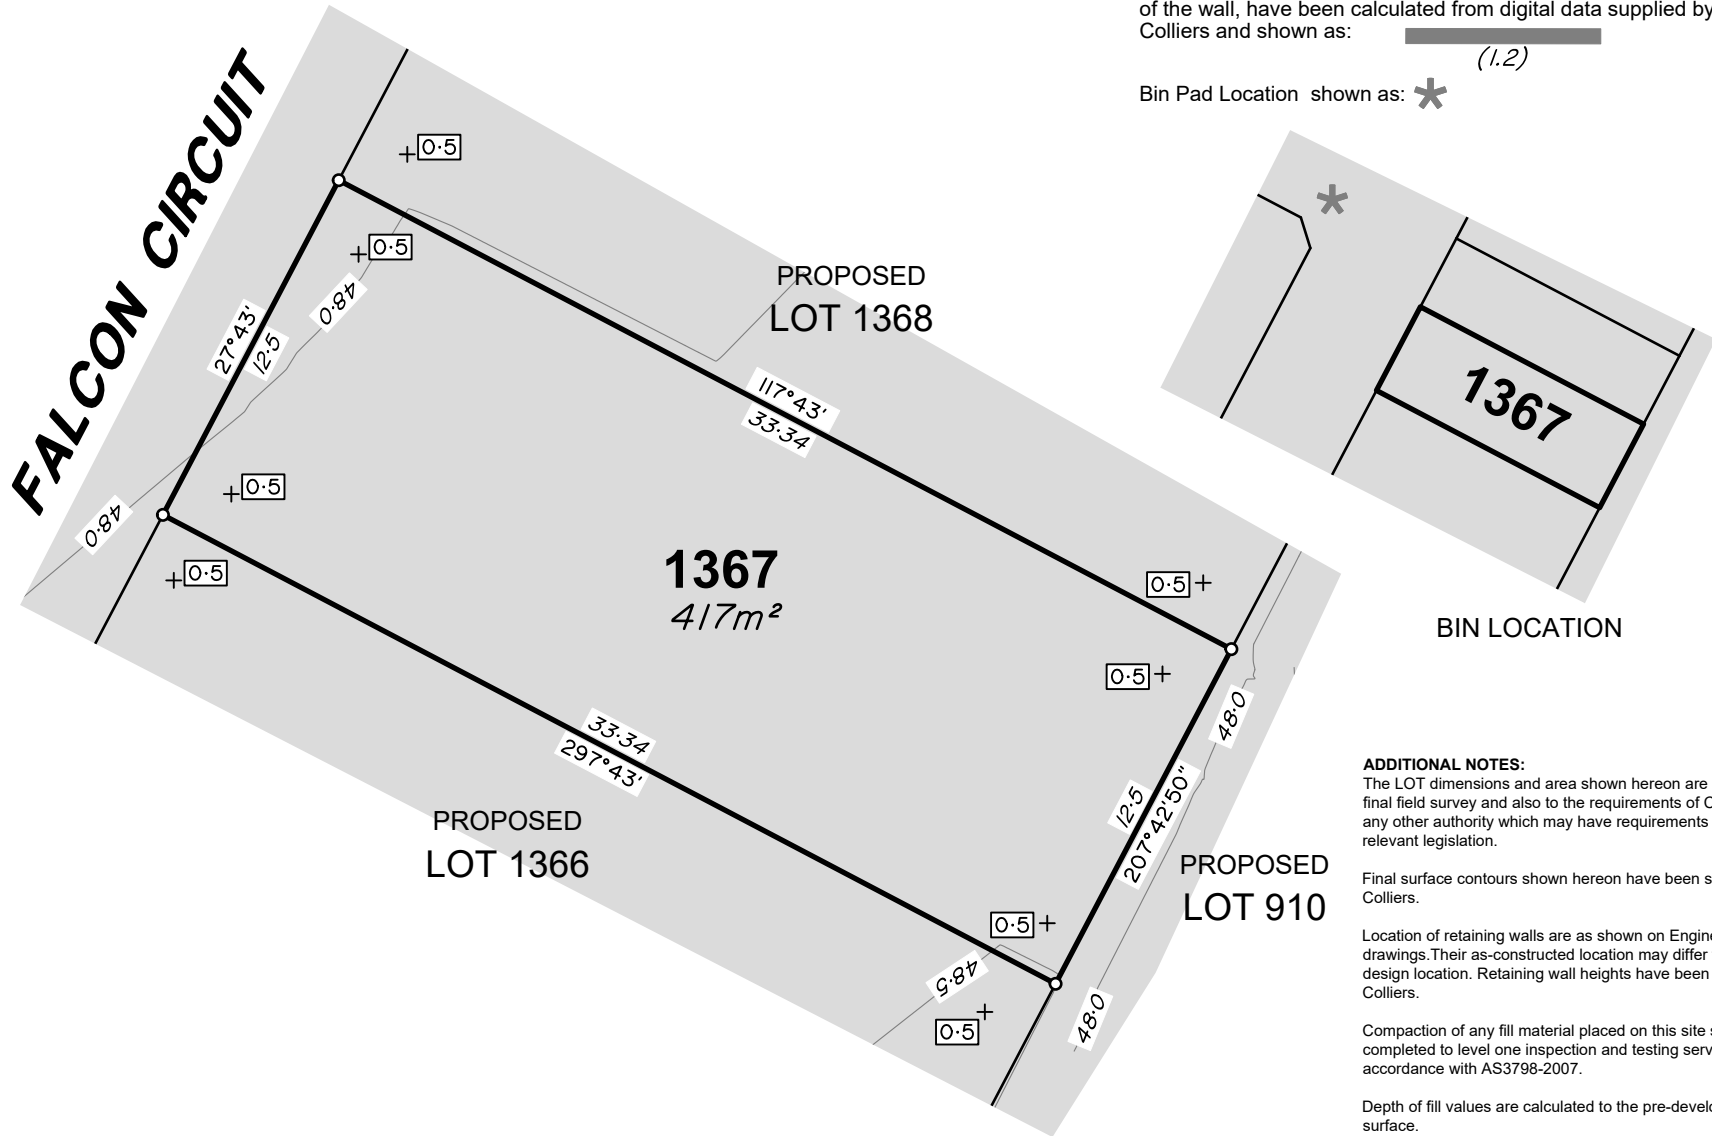 of the wall, have been calculated from digital data supplied by
Colliers and shown as:
(1.2)
Bin Pad Location shown as:
FALCON CIRCUIT
0·5
0·5
48·0
27°43'
12·5
PROPOSED
LOT 1368
117°43'
33·34
1367
0·5
48·0
0·5
1367
417m²
0·5
BIN LOCATION
0·5
48·0
33·34
297°43'
12·5
207°42'50"
PROPOSED
LOT 1366
PROPOSED
LOT 910
0·5
48·5
0·5
48·0
ADDITIONAL NOTES:
The LOT dimensions and area shown hereon are
final field survey and also to the requirements of
any other authority which may have requirements
relevant legislation.
Final surface contours shown hereon have been
Colliers.
Location of retaining walls are as shown on
drawings.Their as-constructed location may differ
design location. Retaining wall heights have been
Colliers.
Compaction of any fill material placed on this site
completed to level one inspection and testing
accordance with AS3798-2007.
Depth of fill values are calculated to the
surface.